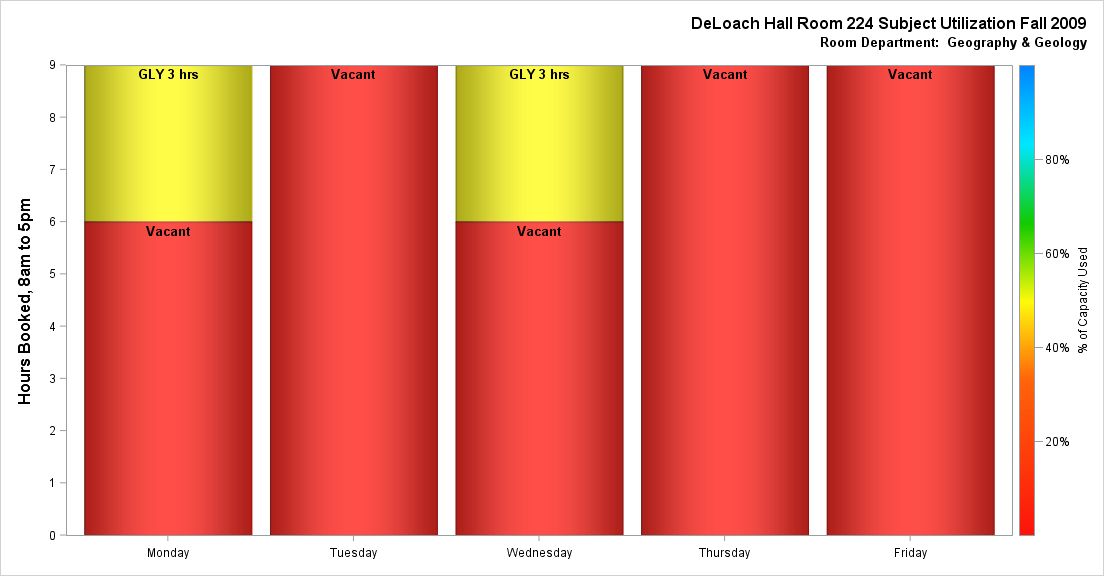 DeLoach Hall Room 224 Subject Utilization Fall 2009
Room Department: Geography & Geology
Hours Booked, 8am to 5pm
9
8
7
6
5
4
3
2
1
0
GLY 3 hrs
Vacant
Vacant
GLY 3 hrs
Vacant
Vacant
Vacant
Monday
Tuesday
Wednesday
Thursday
Friday
80%
60%
40%
20%
% of Capacity Used